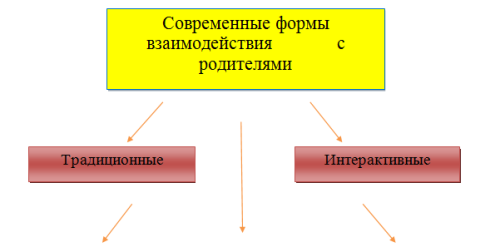 Современные формы
взаимодействия с
родителями
Традиционные
Интерактивные